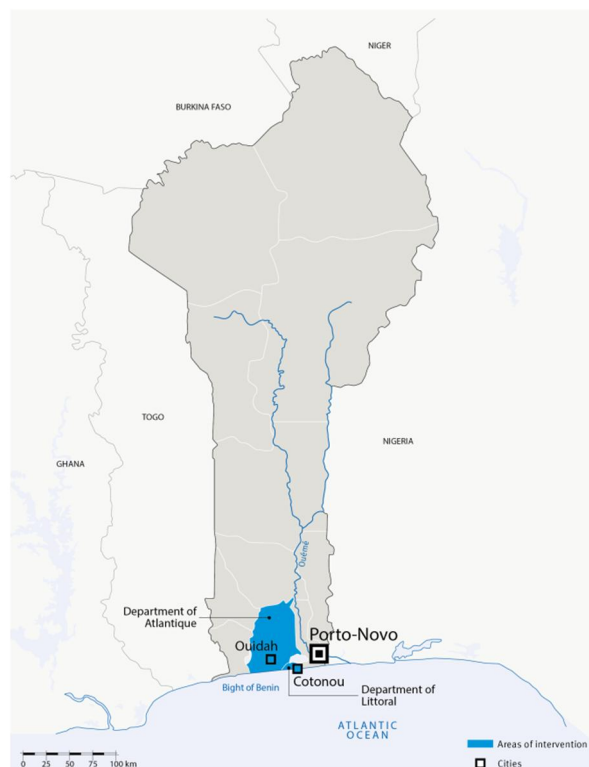 NIGER
BURKINA FASO
TOGO
NIGERIA
GHANA
Ouémé
Department of
Atlantique
Porto-Novo
Ouidah
Cotonou
Bight of Benin
Department of
Littoral
ATLANTIC
OCEAN
Areas of intervention
Cities
0 25 50 75 100 km